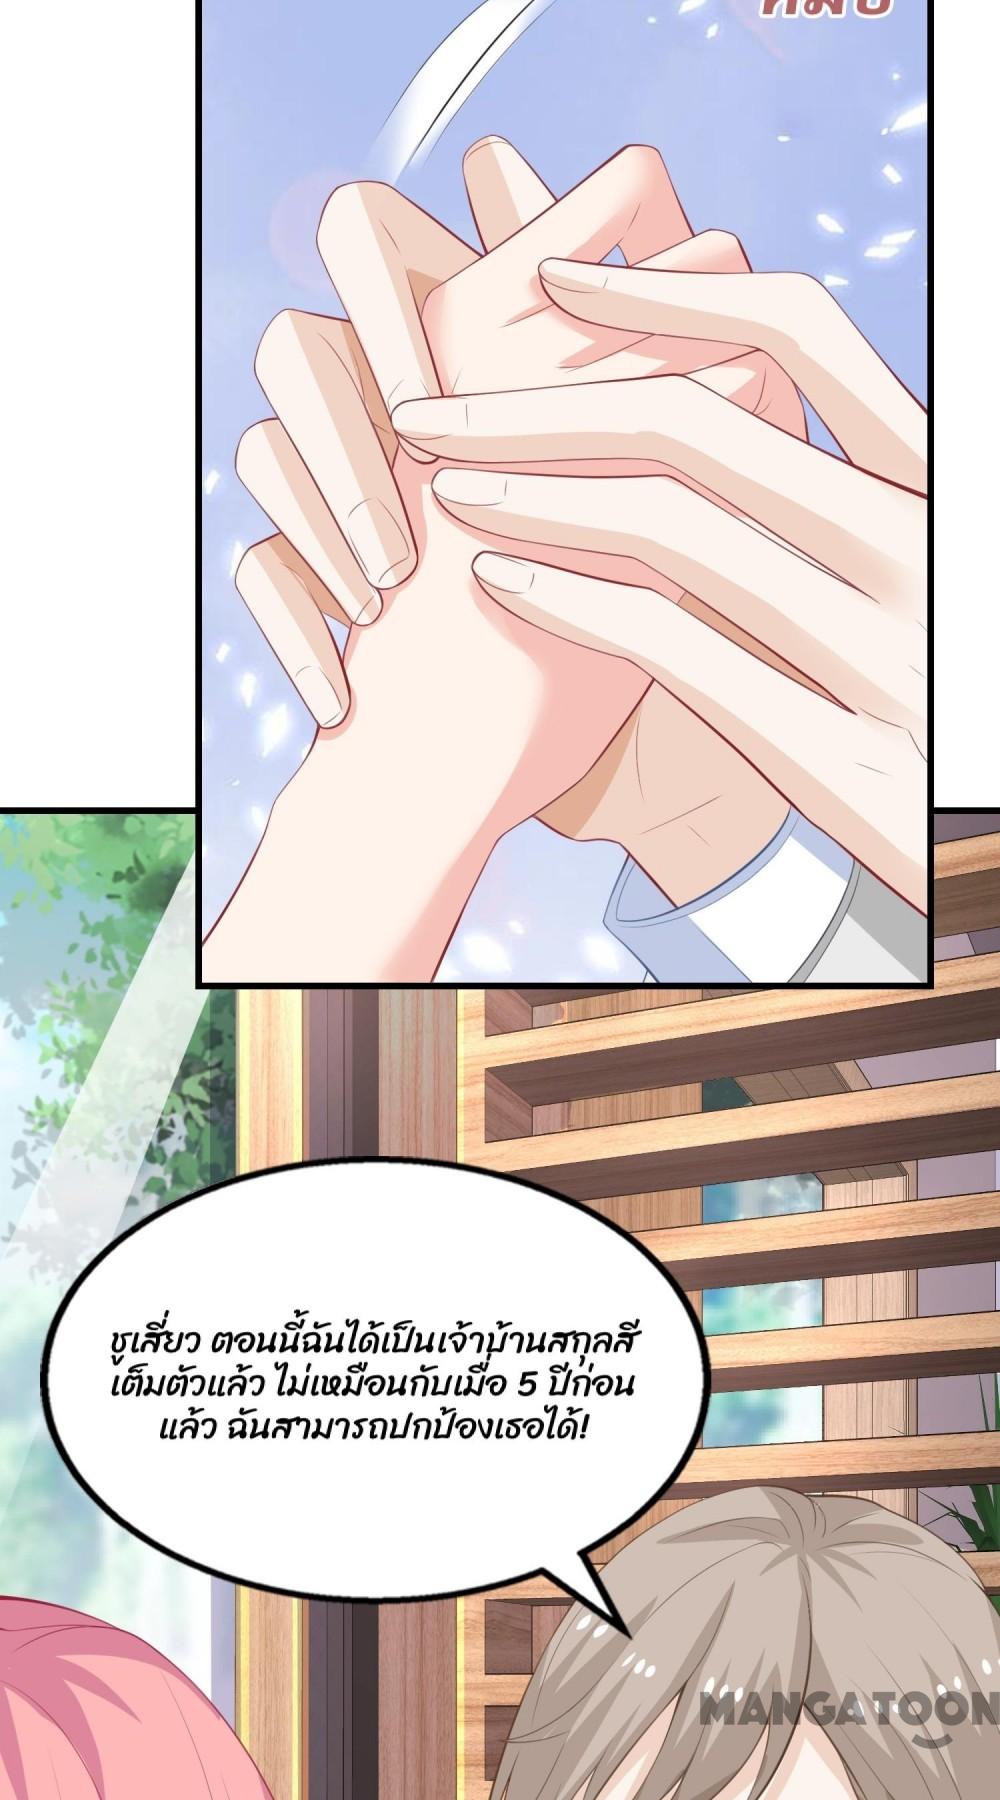 หมับ
ชูเสี่ยว ตอนนี้ฉันได้เป็นเจ้าบ้านสกุลสี
เต็มตัวแล้ว ไม่เหมือนกับเมื่อ 5 ปีก่อน
แล้ว ฉันสามารถปกป้องเธอได้!
MANGATOON